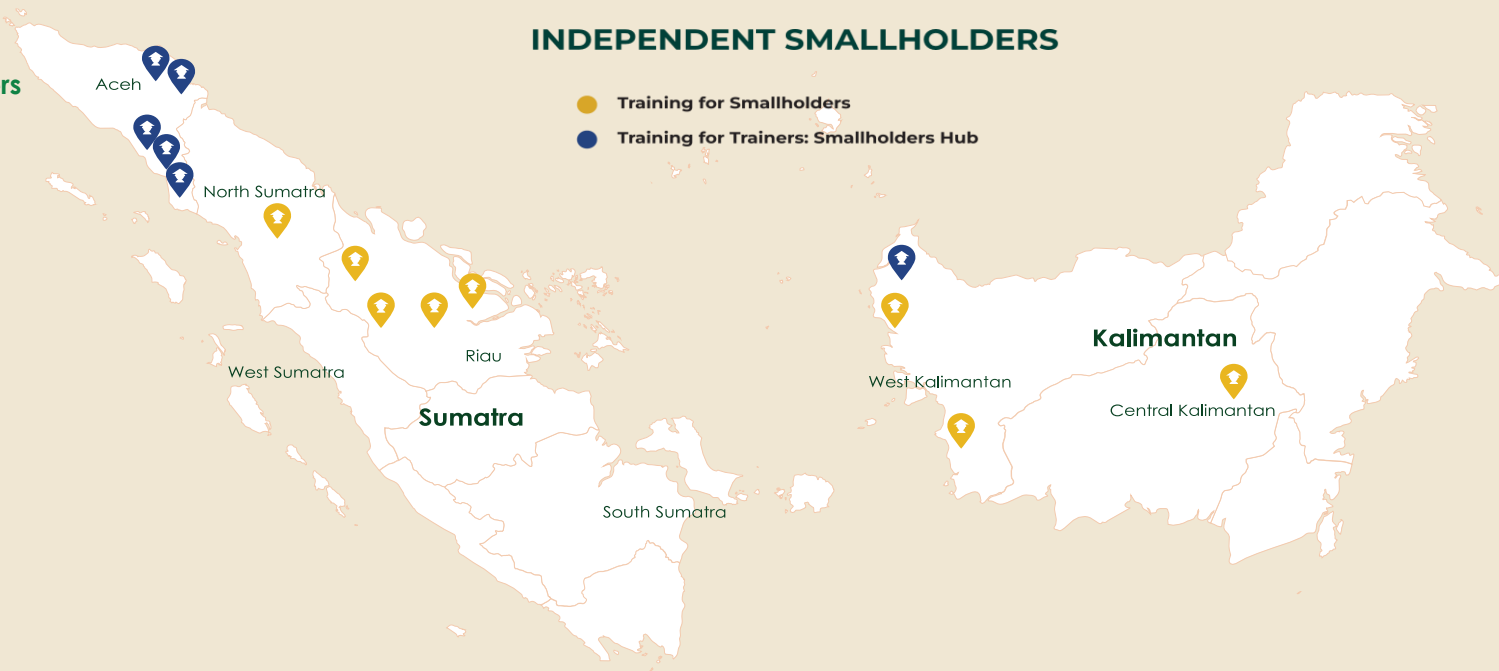 INDEPENDENT SMALLHOLDERS
ers
Training for Smallholders
Training for Trainers: Smallholders Hub
Aceh
North Sumatra
Riau
West Sumatra
Sumatra
South Sumatra
Kalimantan
West Kalimantan
Central Kalimantan